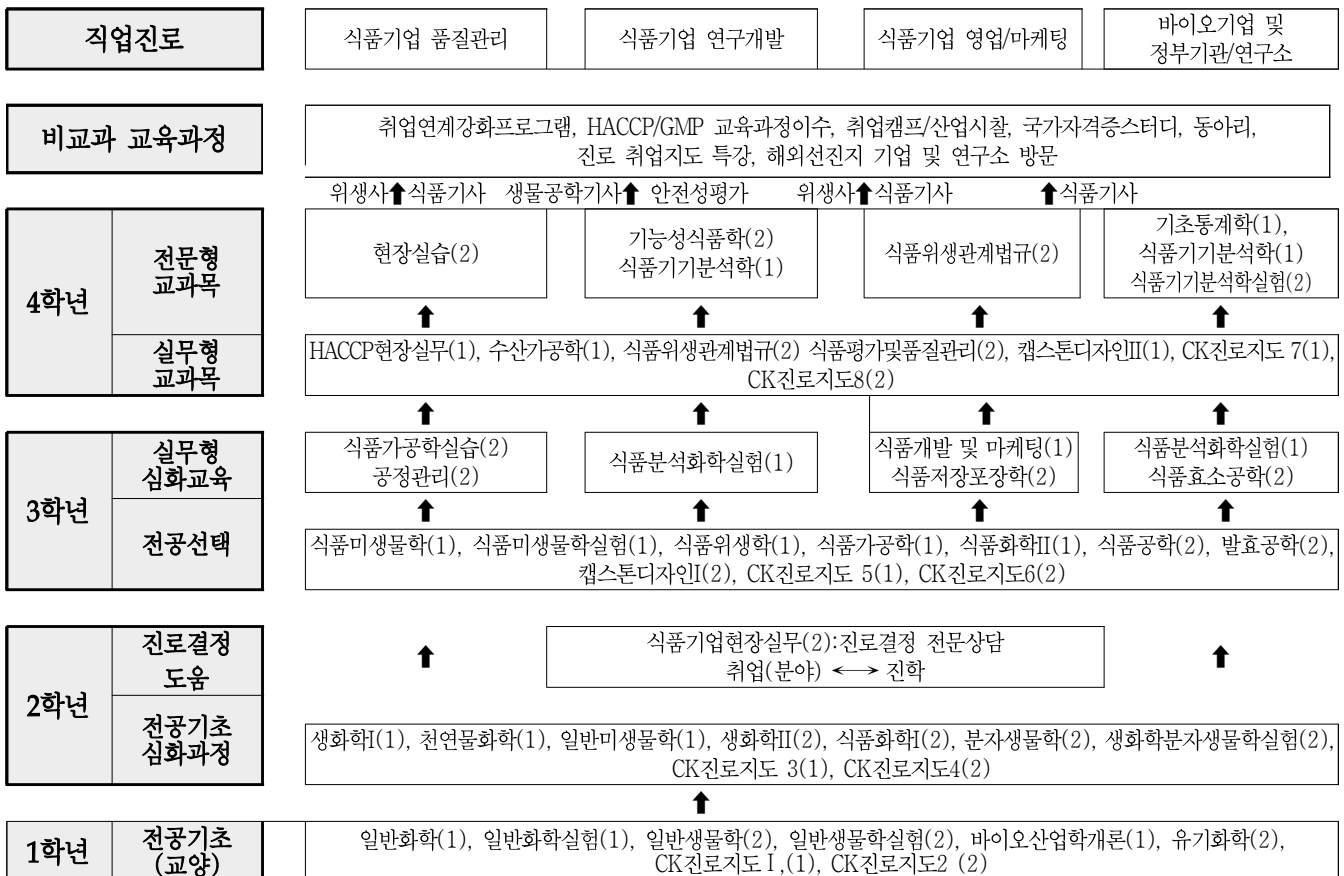 직업진로
식품기업 품질관리
식품기업 연구개발
식품기업 영업/마케팅
바이오기업 및
정부기관/연구소
비교과 교육과정
취업연계강화프로그램, HACCP/GMP 교육과정이수, 취업캠프/산업시찰, 국가자격증스터디, 동아리,
진로 취업지도 특강, 해외선진지 기업 및 연구소 방문
위생사⬆식품기사 생물공학기사⬆ 안전성평가 위생사⬆식품기사 ⬆식품기사
4학년
전문형
교과목
현장실습(2)
기능성식품학(2)
식품기기분석학(1)
식품위생관계법규(2)
기초통계학(1),
식품기기분석학(1)
식품기기분석학실험(2)
실무형
교과목
HACCP현장실무(1), 수산가공학(1), 식품위생관계법규(2) 식품평가및품질관리(2), 캡스톤디자인II(1), CK진로지도 7(1),
CK진로지도8(2)
3학년
실무형
심화교육
식품가공학실습(2)
공정관리(2)
식품분석화학실험(1)
식품개발 및 마케팅(1)
식품저장포장학(2)
식품분석화학실험(1)
식품효소공학(2)
전공선택
식품미생물학(1), 식품미생물학실험(1), 식품위생학(1), 식품가공학(1), 식품화학II(1), 식품공학(2), 발효공학(2),
캡스톤디자인I(2), CK진로지도 5(1), CK진로지도6(2)
2학년
진로결정
도움
식품기업현장실무(2):진로결정 전문상담
취업(분야) ⟷ 진학
전공기초
심화과정
생화학I(1), 천연물화학(1), 일반미생물학(1), 생화학II(2), 식품화학I(2), 분자생물학(2), 생화학분자생물학실험(2),
CK진로지도 3(1), CK진로지도4(2)
1학년
전공기초
(교양)
일반화학(1), 일반화학실험(1), 일반생물학(2), 일반생물학실험(2), 바이오산업학개론(1), 유기화학(2),
CK진로지도Ⅰ,(1), CK진로지도2 (2)